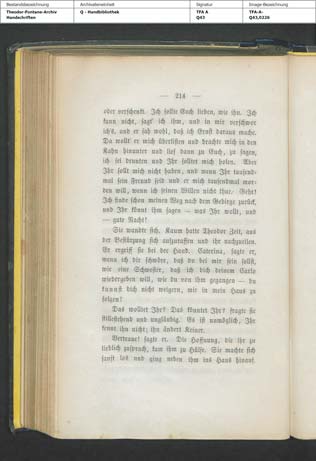 Bestandsbezeichnung
Archivalieneinheit
Signatur
Image-Bezeichnung
Theodor-Fontane-Archiv
Handschriften
Q - Handbibliothek
TFA A
Q43
TFA-A-
Q43,0226
— 214 —
oder verschenkt. Ich sollte Euch lieben, wie ihn. Ich
kann nicht, sagt' ich ihm, und in mir verschwor
ich's, und er sah wohl, daß ich Ernst daraus mache.
Da wollt' er mich überlisten und brachte mich in den
Kahn hinunter und lief dann zu Euch, zu sagen,
ich sei drunten und Ihr solltet mich holen. Aber
Ihr sollt mich nicht haben, und wenn Ihr tausend-
mal sein Freund seid und er mich tausendmal mor-
den will, wenn ich seinen Willen nicht thue. Geht!
Ich finde schon meinen Weg nach dem Gebirge zurück,
und Ihr könnt ihm sagen — was Ihr wollt, und
— gute Nacht!
Sie wandte sich. Kaum hatte Theodor Zeit, aus
der Bestürzung sich aufzuraffen und ihr nachzueilen.
Er ergriff sie bei der Hand. Caterina, sagte er,
wenn ich dir schwöre, daß du bei mir sein sollst,
wie eine Schwester, daß ich dich deinem Carlo
wiedergeben will, wie du von ihm gegangen — du
kannst dich nicht weigern, mir in mein Haus zu
folgen!
Das wolltet Ihr? Das könntet Ihr? fragte sie
stillestehend und ungläubig. Es ist unmöglich, Ihr
kennt ihn nicht; ihn ändert Keiner.
Vertraue! sagte er. Die Hoffnung, die ihr zu
lieblich zusprach, kam ihm zu Hülfe. Sie machte sich
sanft los und ging neben ihm ins Haus hinauf.